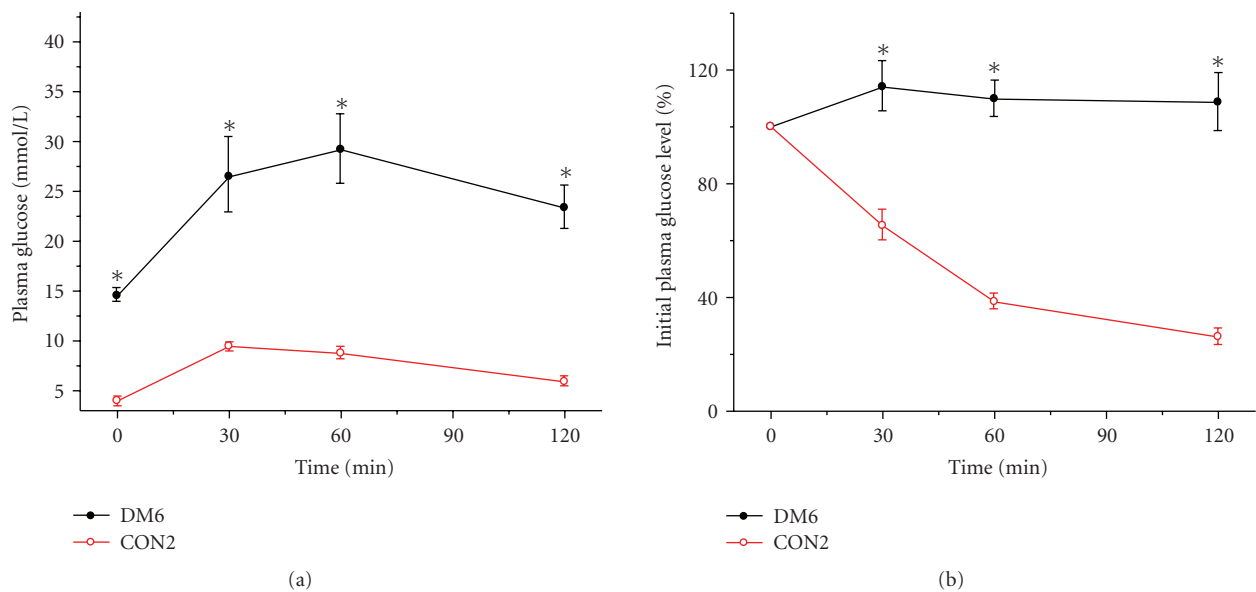 40
35
30
25
20
15
10
5
Plasma glucose (mmol/L)
* * * *
0 30 60 90 120
Time (min)
DM6
CON2
(a)
120
80
40
0
Initial plasma glucose level (%)
* * *
0 30 60 90 120
Time (min)
DM6
CON2
(b)